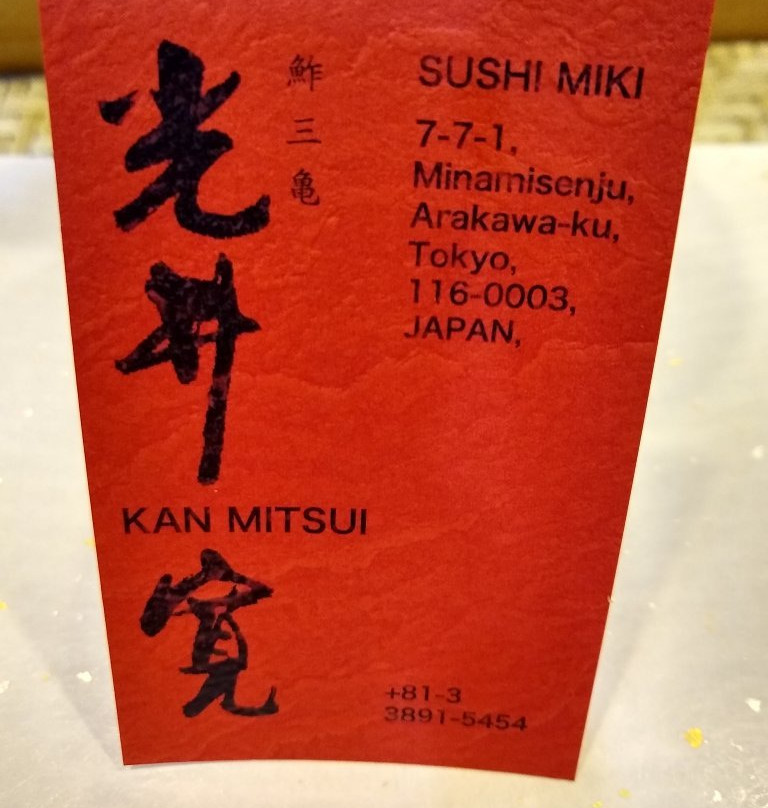 光井
KAN MITSUI
寛
鮓三亀
SUSHI MIKI
7-7-1,
Minamisenju,
Arakawa-ku,
Tokyo,
116-0003,
JAPAN,
+81-3
3891-5454